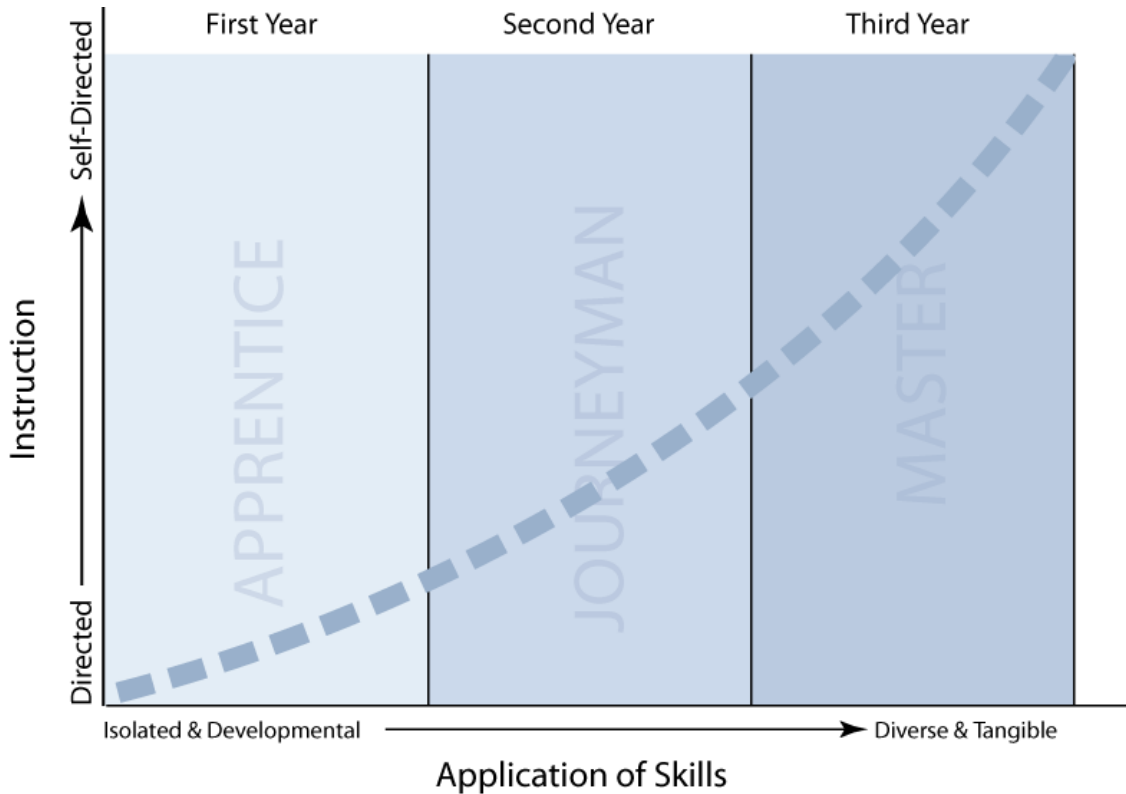 First Year
Second Year
Third Year
Self-Directed
Instruction
Directed
APPRENTICE
JOURNEYMAN
MASTER
Isolated & Developmental
Diverse & Tangible
Application of Skills